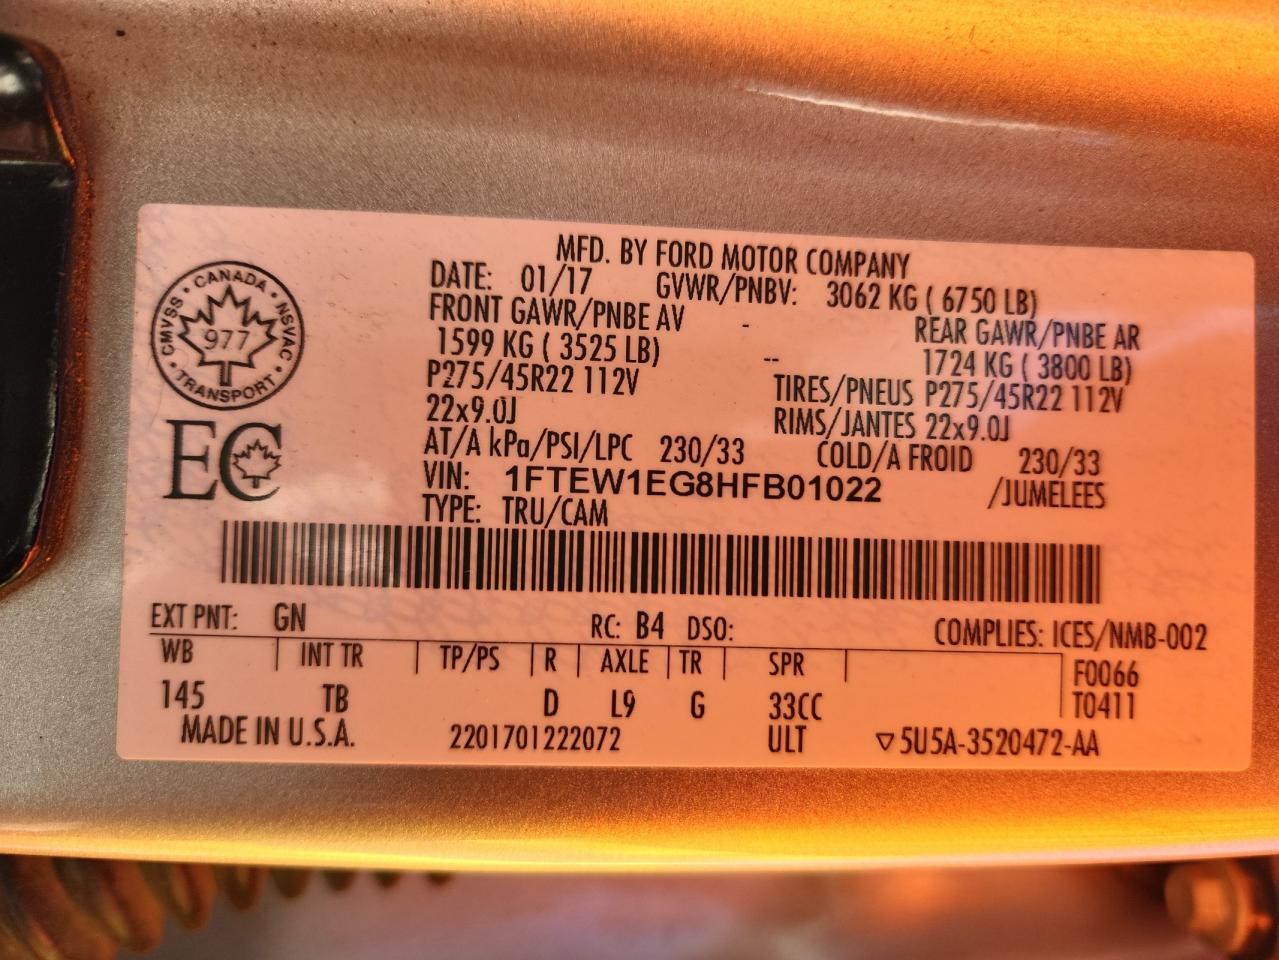 MFD. BY FORD MOTOR COMPANY
DATE: 01/17 GVWR/PNBV: 3062 KG ( 6750 LB)
FRONT GAWR/PNBE AV - REAR GAWR/PNBE AR
1599 KG ( 3525 LB) -- 1724 KG ( 3800 LB)
P275/45R22 112V TIRES/PNEUS P275/45R22 112V
22x9.0J RIMS/JANTES 22x9.0J
AT/A kPa/PSI/LPC 230/33 COLD/A FROID 230/33
VIN: 1FTEW1EG8HFB01022 /JUMELEES
TYPE: TRU/CAM
CMVSS • CANADA • NSVAC • TRANSPORT •
977
EC
EXT PNT: GN RC: B4 DSO: COMPLIES: ICES/NMB-002
WB INT TR TP/PS R AXLE TR SPR F0066
145 TB D L9 G 33CC T0411
MADE IN U.S.A. 2201701222072 ULT ▽5U5A-3520472-AA